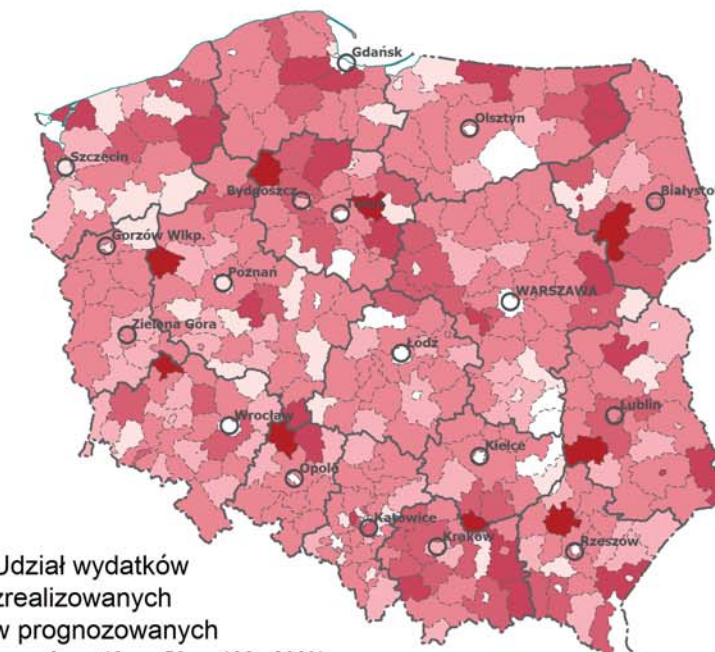 Gdańsk
Olsztyn
Szczecin
Bydgoszcz
Białysto
Gorzów Wlkp.
Poznań
WARSZAWA
Zielona Góra
Łódź
Lublin
Wrocław
Kielce
Opole
Katowice
Kraków
Rzeszów
Udział wydatków
zrealizowanych
w prognozowanych